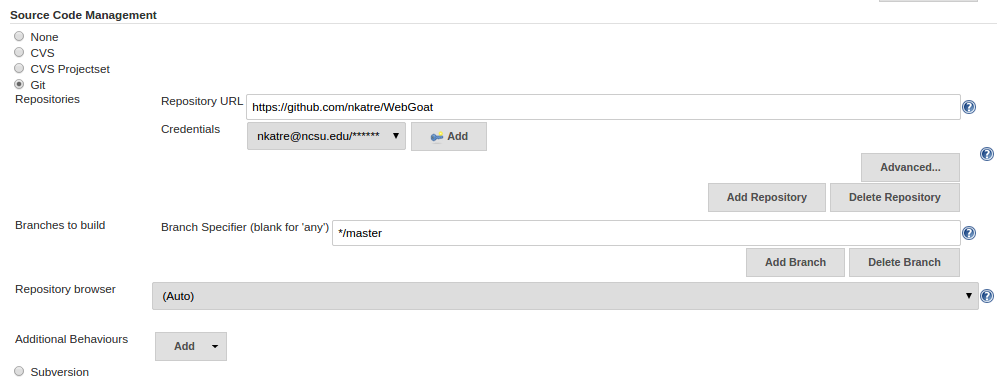 Source Code Management
None
CVS
CVS Projectset
Git
Repositories
Repository URL https://github.com/nkatre/WebGoat
Credentials nkatre@ncsu.edu/****** Add
Advanced...
Add Repository Delete Repository
Branches to build Branch Specifier (blank for 'any') */master
Add Branch Delete Branch
Repository browser (Auto)
Additional Behaviours Add
Subversion